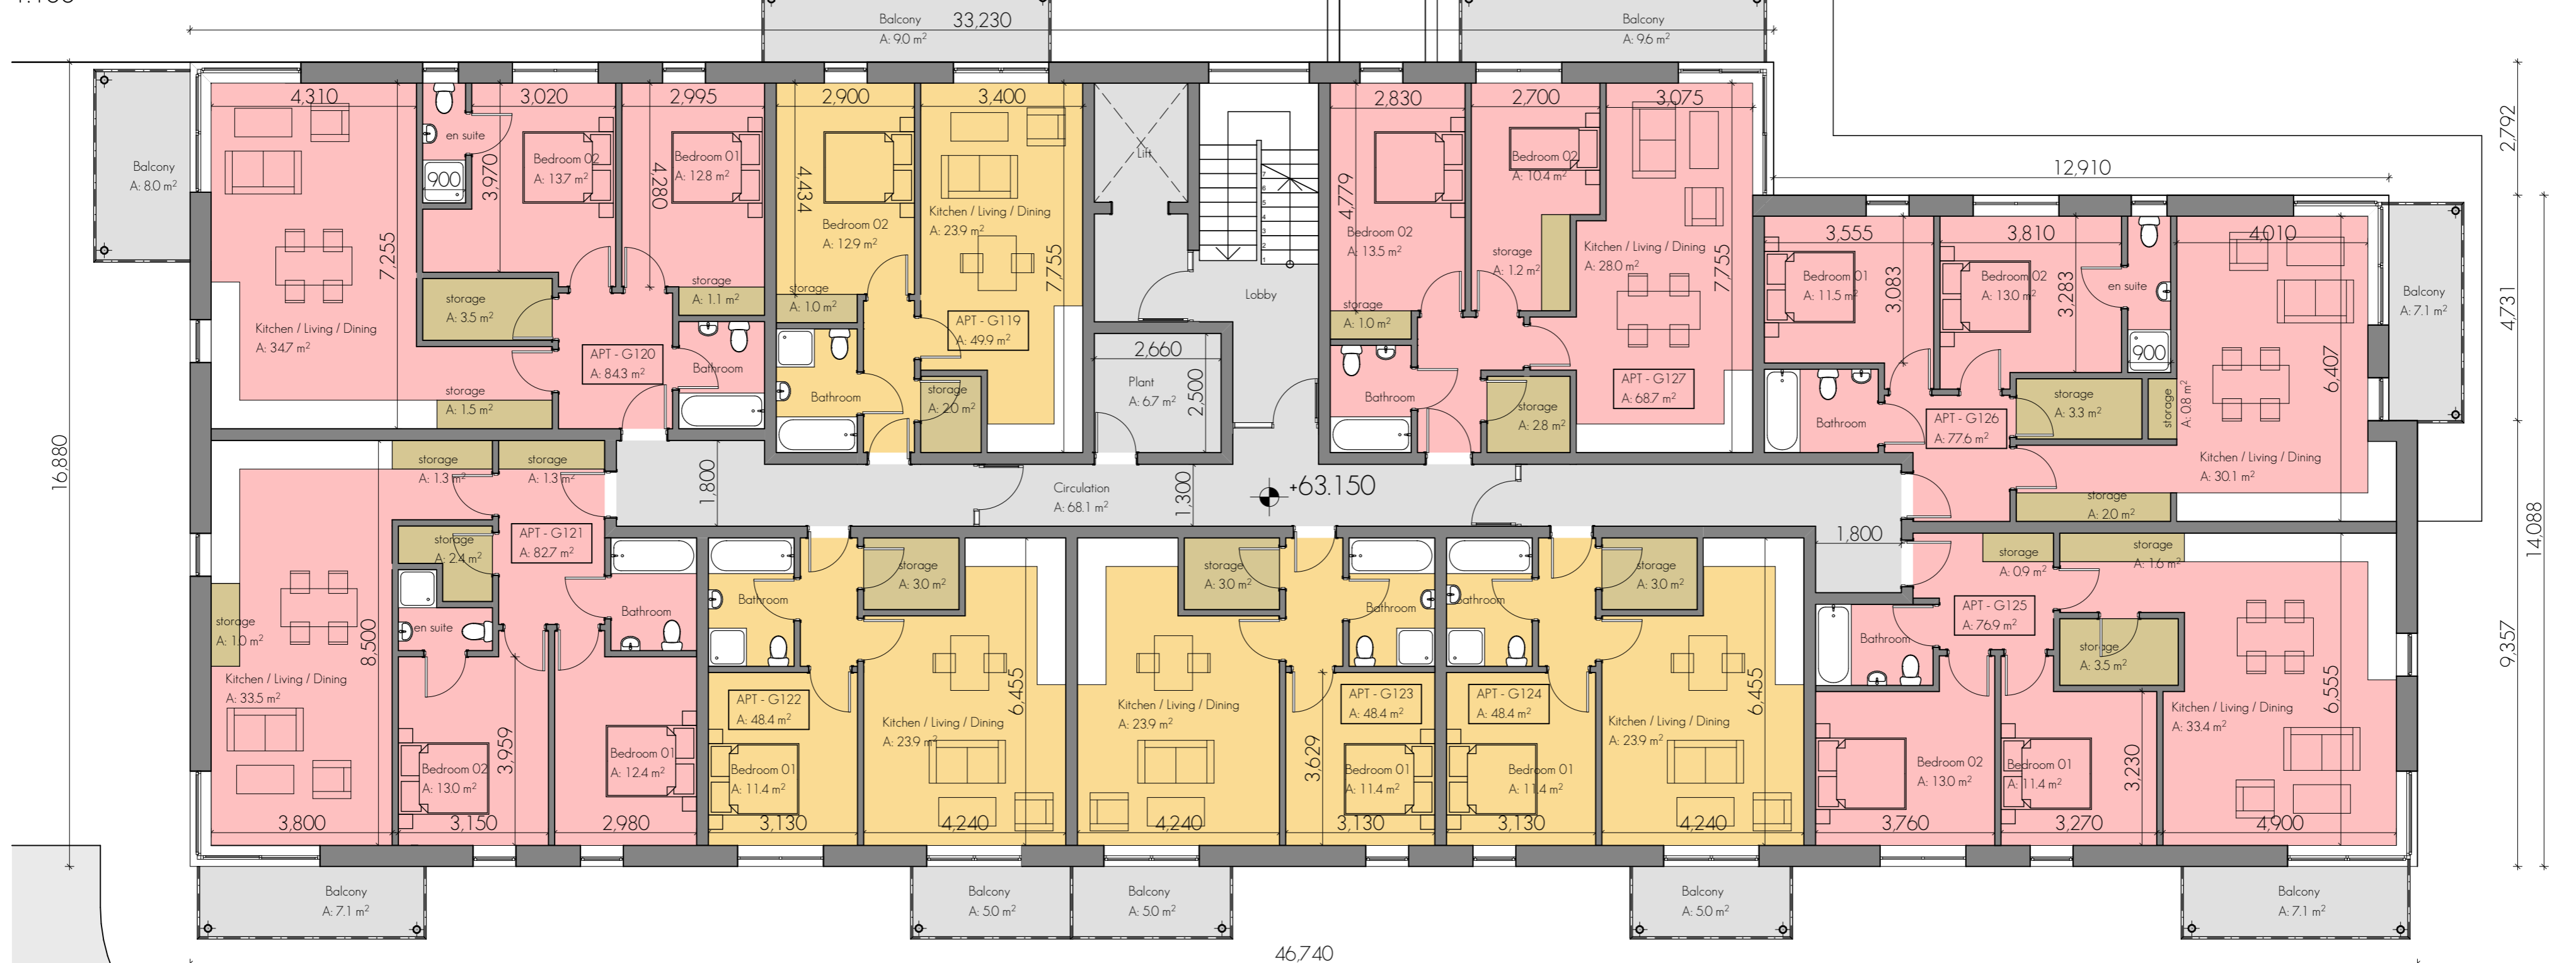 Balcony
A: 9.0 m²
33,230
Balcony
A: 9.6 m²
Balcony
A: 8.0 m²
4,310
3,020
2,995
2,900
3,400
2,830
2,700
3,075
12,910
2,792
en suite
900
3,970
Bedroom 02
A: 13.7 m²
4,280
Bedroom 01
A: 12.8 m²
4,434
Bedroom 02
A: 12.9 m²
Kitchen / Living / Dining
A: 23.9 m²
7,755
Lift
7
6
5
4
3
2
1
Lobby
4,779
Bedroom 02
A: 13.5 m²
Bedroom 02
A: 10.4 m²
storage
A: 1.2 m²
Kitchen / Living / Dining
A: 28.0 m²
7,755
3,555
3,810
4,010
Bedroom 01
A: 11.5 m²
3,083
Bedroom 02
A: 13.0 m²
3,283
en suite
900
Balcony
A: 7.1 m²
4,731
7,255
Kitchen / Living / Dining
A: 34.7 m²
storage
A: 3.5 m²
storage
A: 1.1 m²
storage
A: 1.0 m²
APT - G119
A: 49.9 m²
storage
A: 1.0 m²
APT - G120
A: 84.3 m²
Bathroom
storage
A: 1.5 m²
Bathroom
storage
A: 2.0 m²
2,660
Plant
A: 6.7 m²
2,500
Bathroom
storage
A: 2.8 m²
APT - G127
A: 68.7 m²
Bathroom
APT - G126
A: 77.6 m²
storage
A: 3.3 m²
storage
A: 0.8 m²
6,407
Kitchen / Living / Dining
A: 30.1 m²
storage
A: 2.0 m²
16,880
storage
A: 1.3 m²
storage
A: 1.3 m²
1,800
Circulation
A: 68.1 m²
1,300
+63.150
1,800
14,088
storage
A: 2.4 m²
APT - G121
A: 82.7 m²
storage
A: 1.0 m²
en suite
Bathroom
8,500
Kitchen / Living / Dining
A: 33.5 m²
Bathroom
storage
A: 3.0 m²
storage
A: 3.0 m²
Bathroom
Bathroom
storage
A: 3.0 m²
storage
A: 0.9 m²
storage
A: 1.6 m²
APT - G125
A: 76.9 m²
Bathroom
storage
A: 3.5 m²
9,357
APT - G122
A: 48.4 m²
Kitchen / Living / Dining
A: 23.9 m²
6,455
Kitchen / Living / Dining
A: 23.9 m²
APT - G123
A: 48.4 m²
APT - G124
A: 48.4 m²
Kitchen / Living / Dining
A: 23.9 m²
6,455
Kitchen / Living / Dining
A: 33.4 m²
6,555
Bedroom 02
A: 13.0 m²
3,959
Bedroom 01
A: 12.4 m²
Bedroom 01
A: 11.4 m²
3,629
Bedroom 01
A: 11.4 m²
Bedroom 01
A: 11.4 m²
Bedroom 02
A: 13.0 m²
Bedroom 01
A: 11.4 m²
3,230
3,800
3,150
2,980
3,130
4,240
4,240
3,130
3,130
4,240
3,760
3,270
4,900
Balcony
A: 7.1 m²
Balcony
A: 5.0 m²
Balcony
A: 5.0 m²
Balcony
A: 5.0 m²
Balcony
A: 7.1 m²
46,740